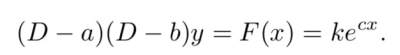 (D − a)(D − b)y = F(x) = ke^{cx}.